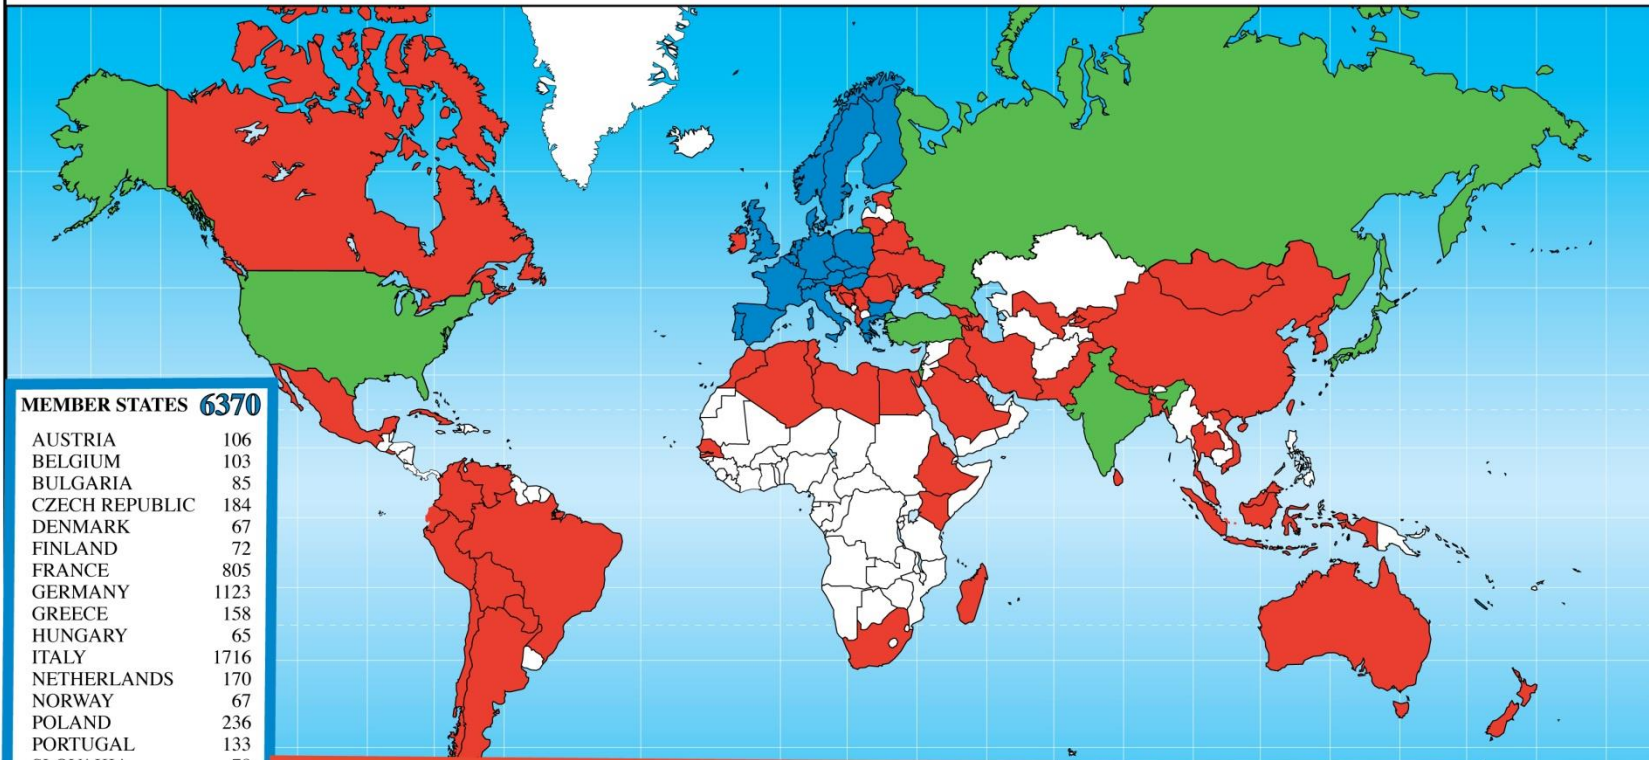 MEMBER STATES 6370
AUSTRIA 106
BELGIUM 103
BULGARIA 85
CZECH REPUBLIC 184
DENMARK 67
FINLAND 72
FRANCE 805
GERMANY 1123
GREECE 158
HUNGARY 65
ITALY 1716
NETHERLANDS 170
NORWAY 67
POLAND 236
PORTUGAL 133